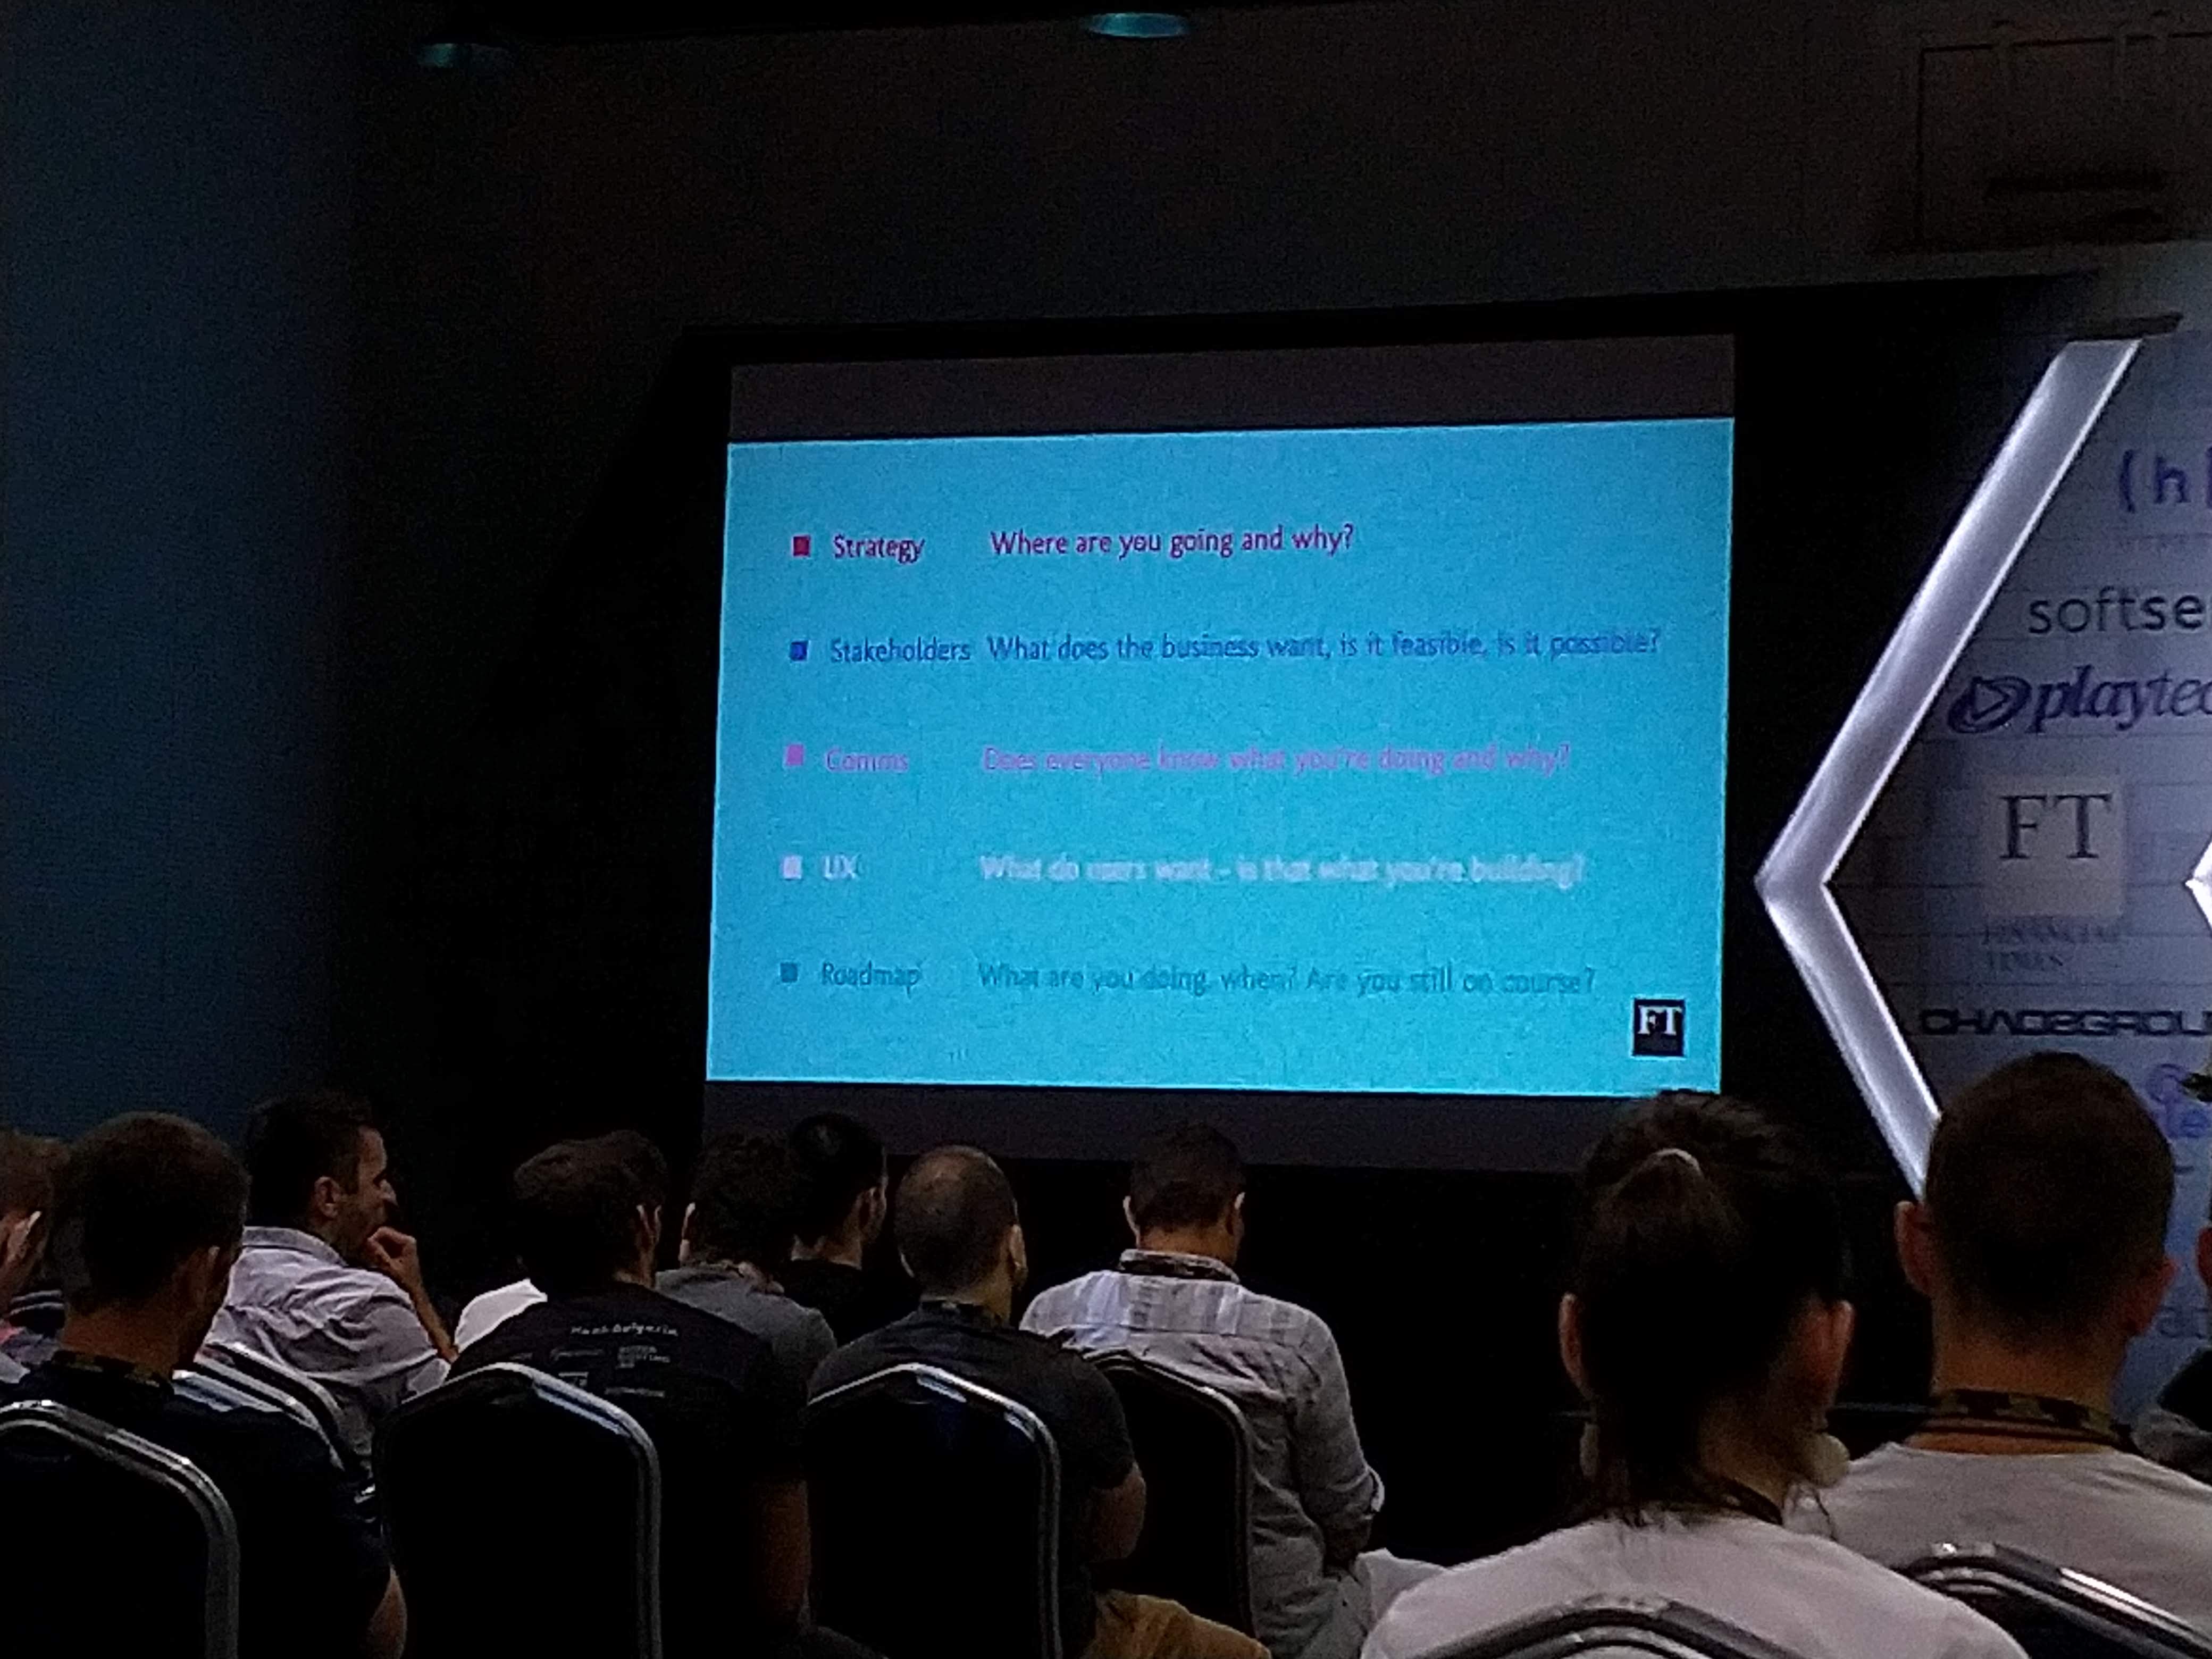 Strategy Where are you going and why?
Stakeholders What does the business want, is it feasible, is it possible?
Comms Does everyone know what you're doing and why?
UX What do users want - is that what you're building?
Roadmap What are you doing, when? Are you still on course?
FT
(h
softse
playtec
FT
FINANCIAL
TIMES
CHAOSGROU
HackBulgaria